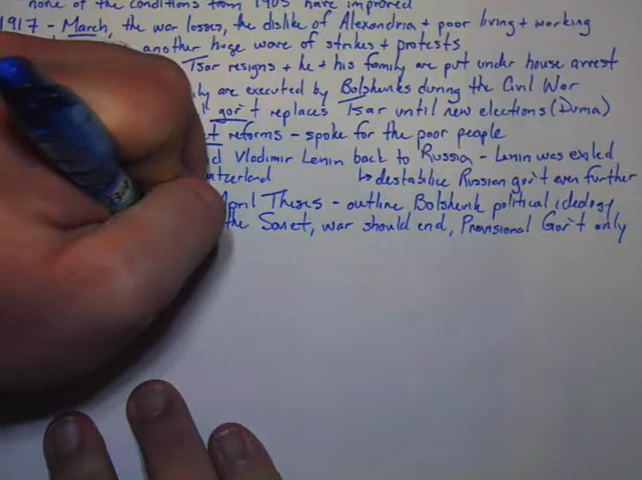 none of the conditions from 1905 have improved
1917 - March, the war losses, the dislike of Alexandria + poor living + working
another huge wave of strikes + protests
Tsar resigns + he + his family are put under house arrest
are executed by Bolsheviks during the Civil War
gov't replaces Tsar until new elections (Duma)
reforms - spoke for the poor people
Vladimir Lenin back to Russia - Lenin was exiled
↳ destabilize Russian gov't even further
April Theses - outline Bolshevik political ideology
the Soviet, war should end, Provisional Gov't only